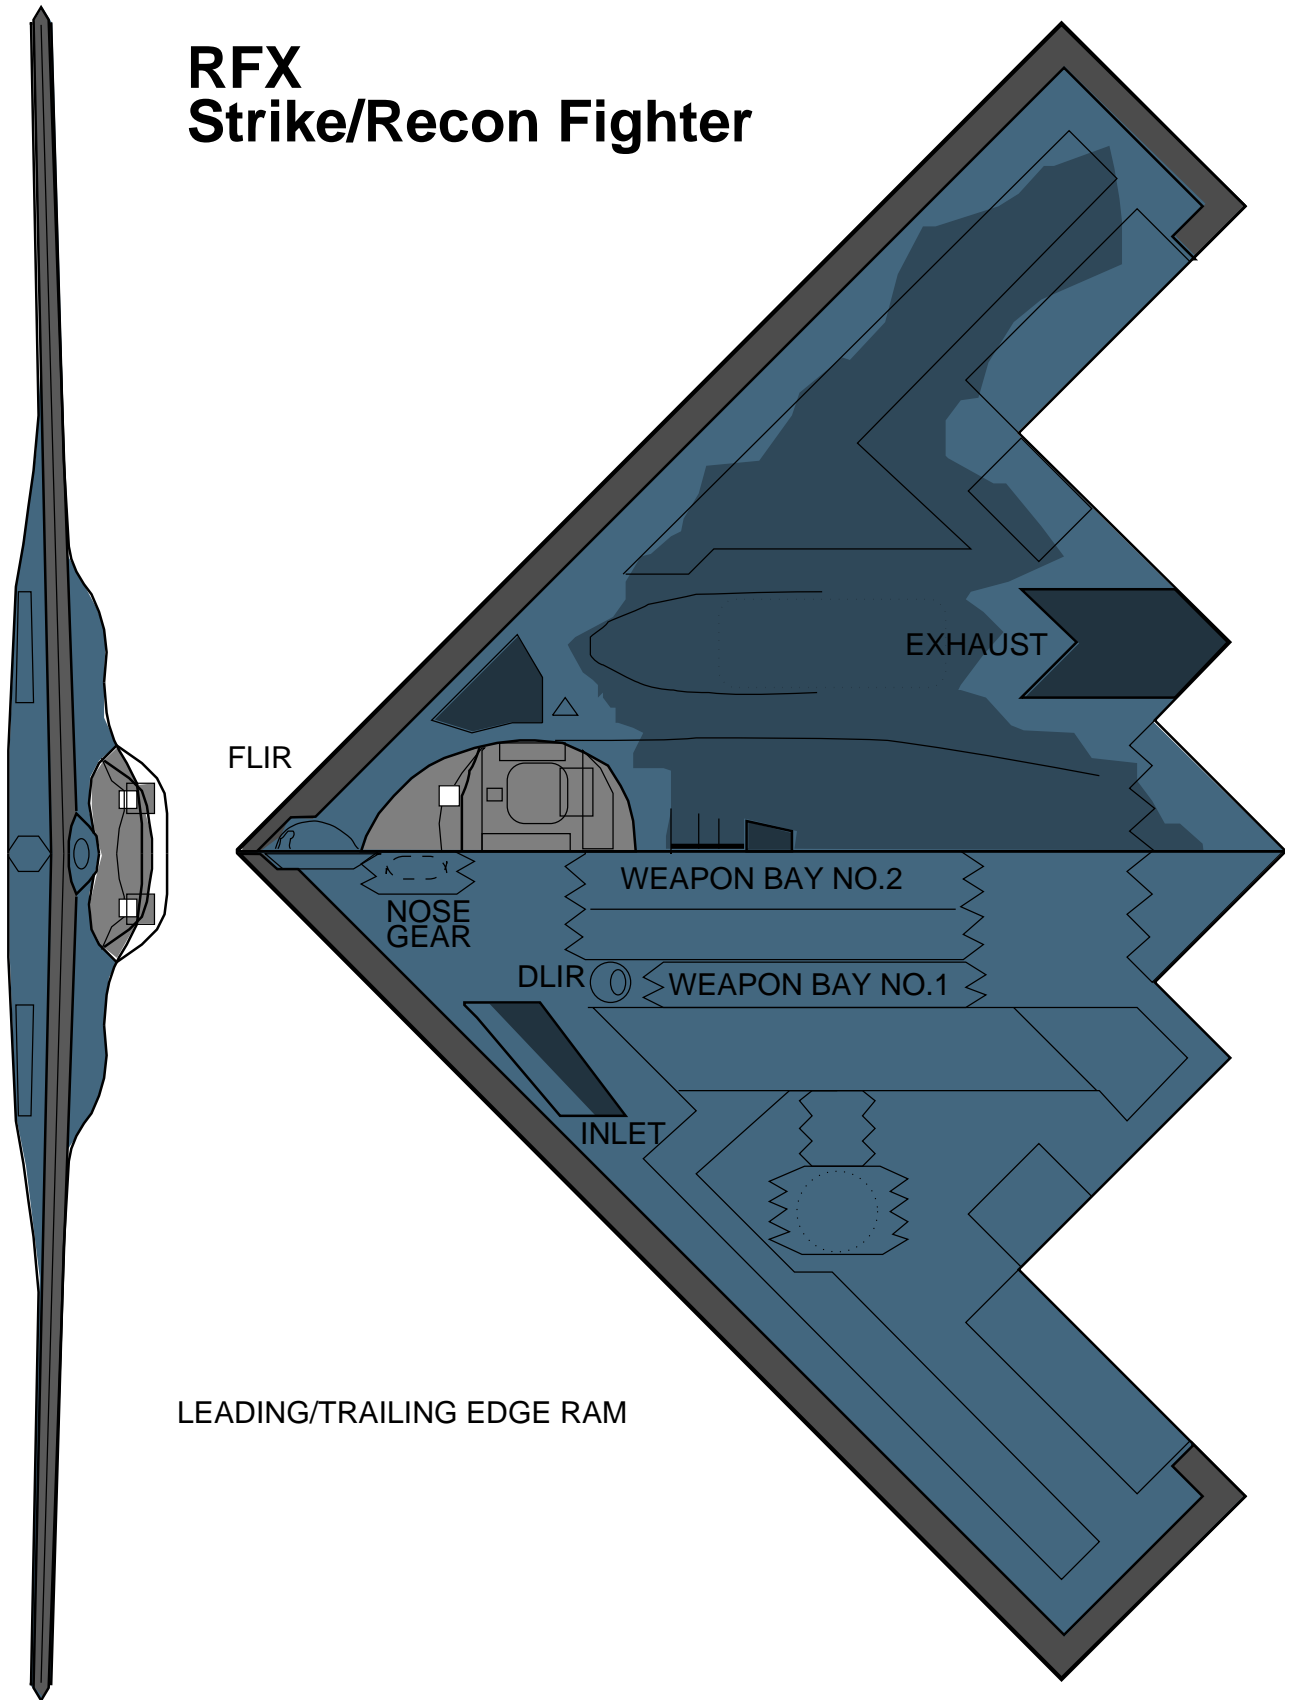 RFX
Strike/Recon Fighter
EXHAUST
FLIR
WEAPON BAY NO.2
NOSE
GEAR
DLIR
WEAPON BAY NO.1
INLET
LEADING/TRAILING EDGE RAM